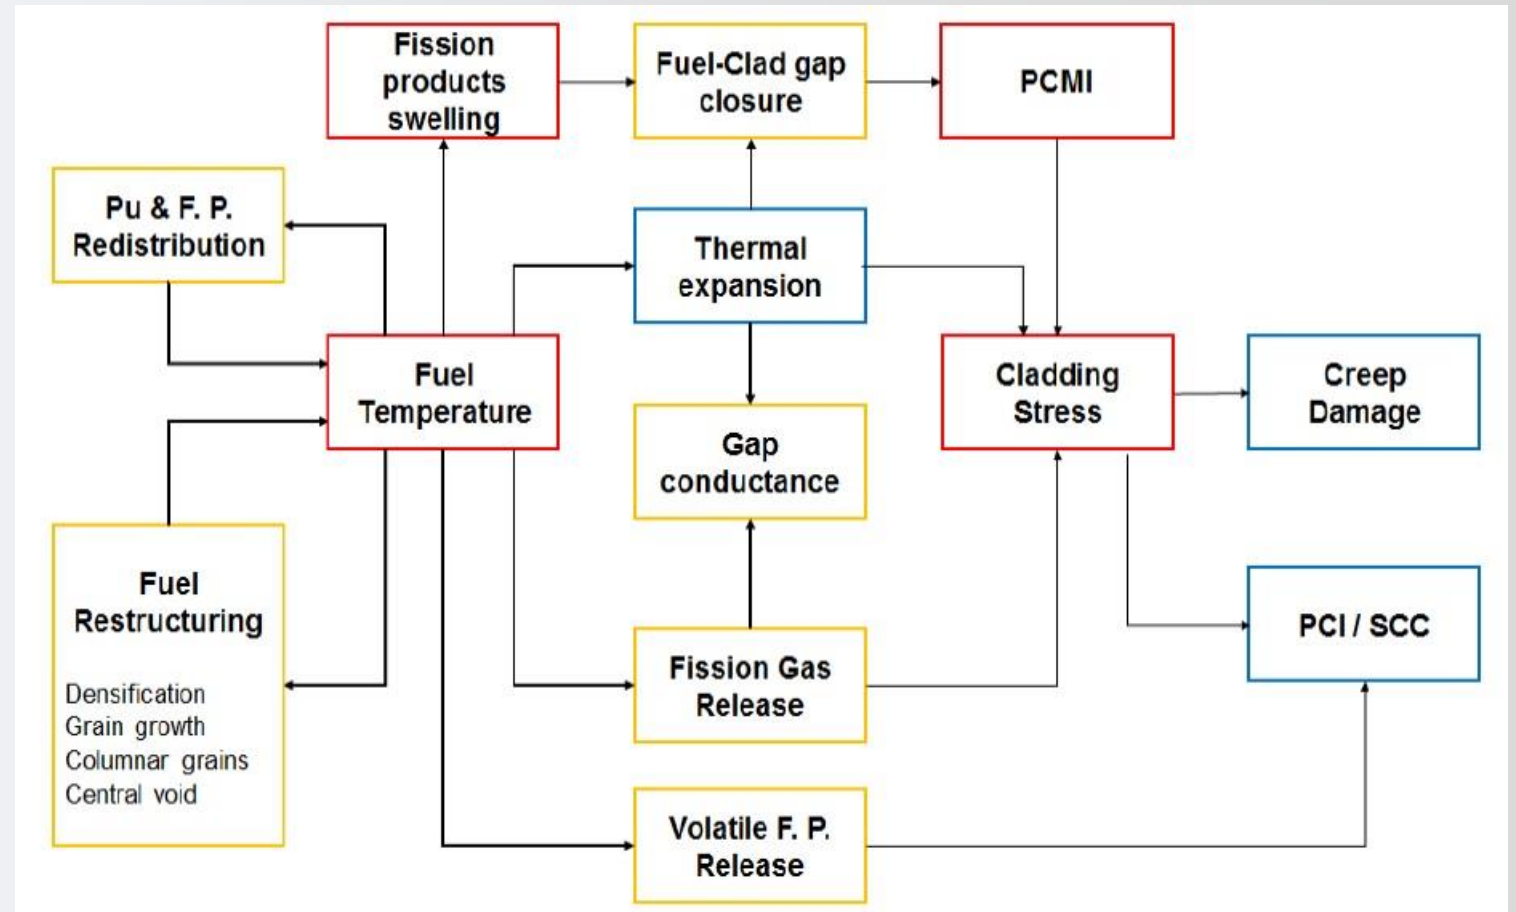 Fission
products
swelling
Fuel-Clad gap
closure
PCMI
Pu & F. P.
Redistribution
Thermal
expansion
Fuel
Temperature
Cladding
Stress
Creep
Damage
Gap
conductance
Fuel
Restructuring
Densification
Grain growth
Columnar grains
Central void
Fission Gas
Release
PCI / SCC
Volatile F. P.
Release